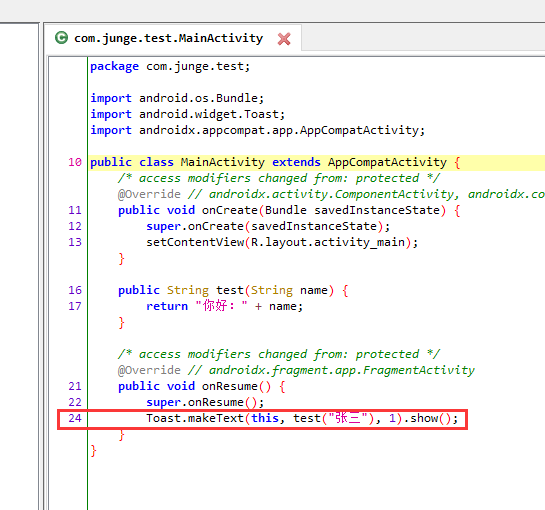 com.junge.test.MainActivity
package com.junge.test;
import android.os.Bundle;
import android.widget.Toast;
import androidx.appcompat.app.AppCompatActivity;
10 public class MainActivity extends AppCompatActivity {
/* access modifiers changed from: protected */
@Override // androidx.activity.ComponentActivity, androidx.co
11 public void onCreate(Bundle savedInstanceState) {
12 super.onCreate(savedInstanceState);
13 setContentView(R.layout.activity_main);
}
16 public String test(String name) {
17 return "你好：" + name;
}
/* access modifiers changed from: protected */
@Override // androidx.fragment.app.FragmentActivity
21 public void onResume() {
22 super.onResume();
24 Toast.makeText(this, test("张三"), 1).show();
}
}